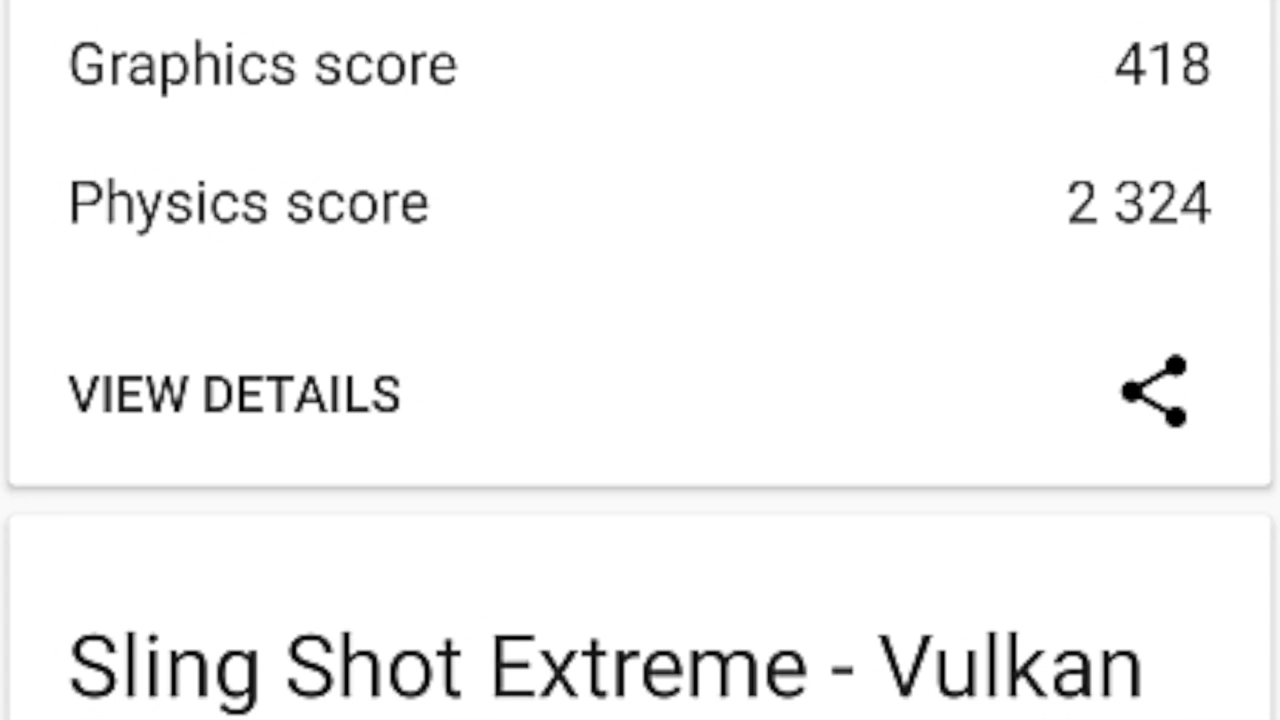 Graphics score 418
Physics score 2 324
VIEW DETAILS
Sling Shot Extreme - Vulkan